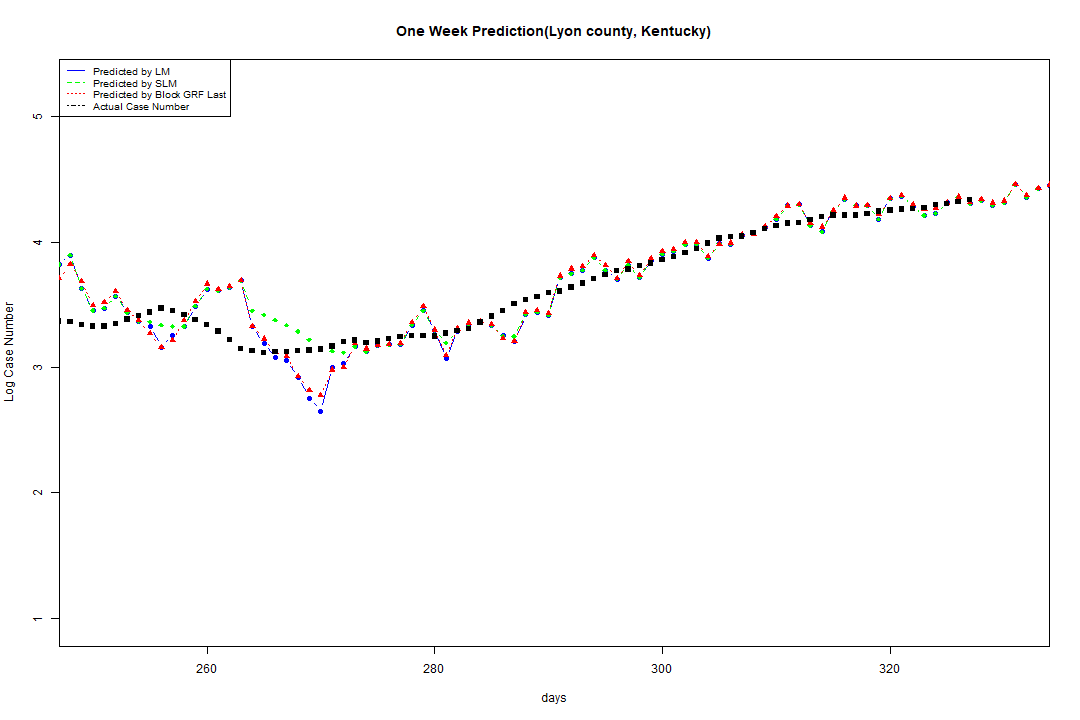 One Week Prediction(Lyon county, Kentucky)
Predicted by LM
Predicted by SLM
Predicted by Block GRF Last
Actual Case Number
5
4
3
2
1
Log Case Number
260 280 300 320
days